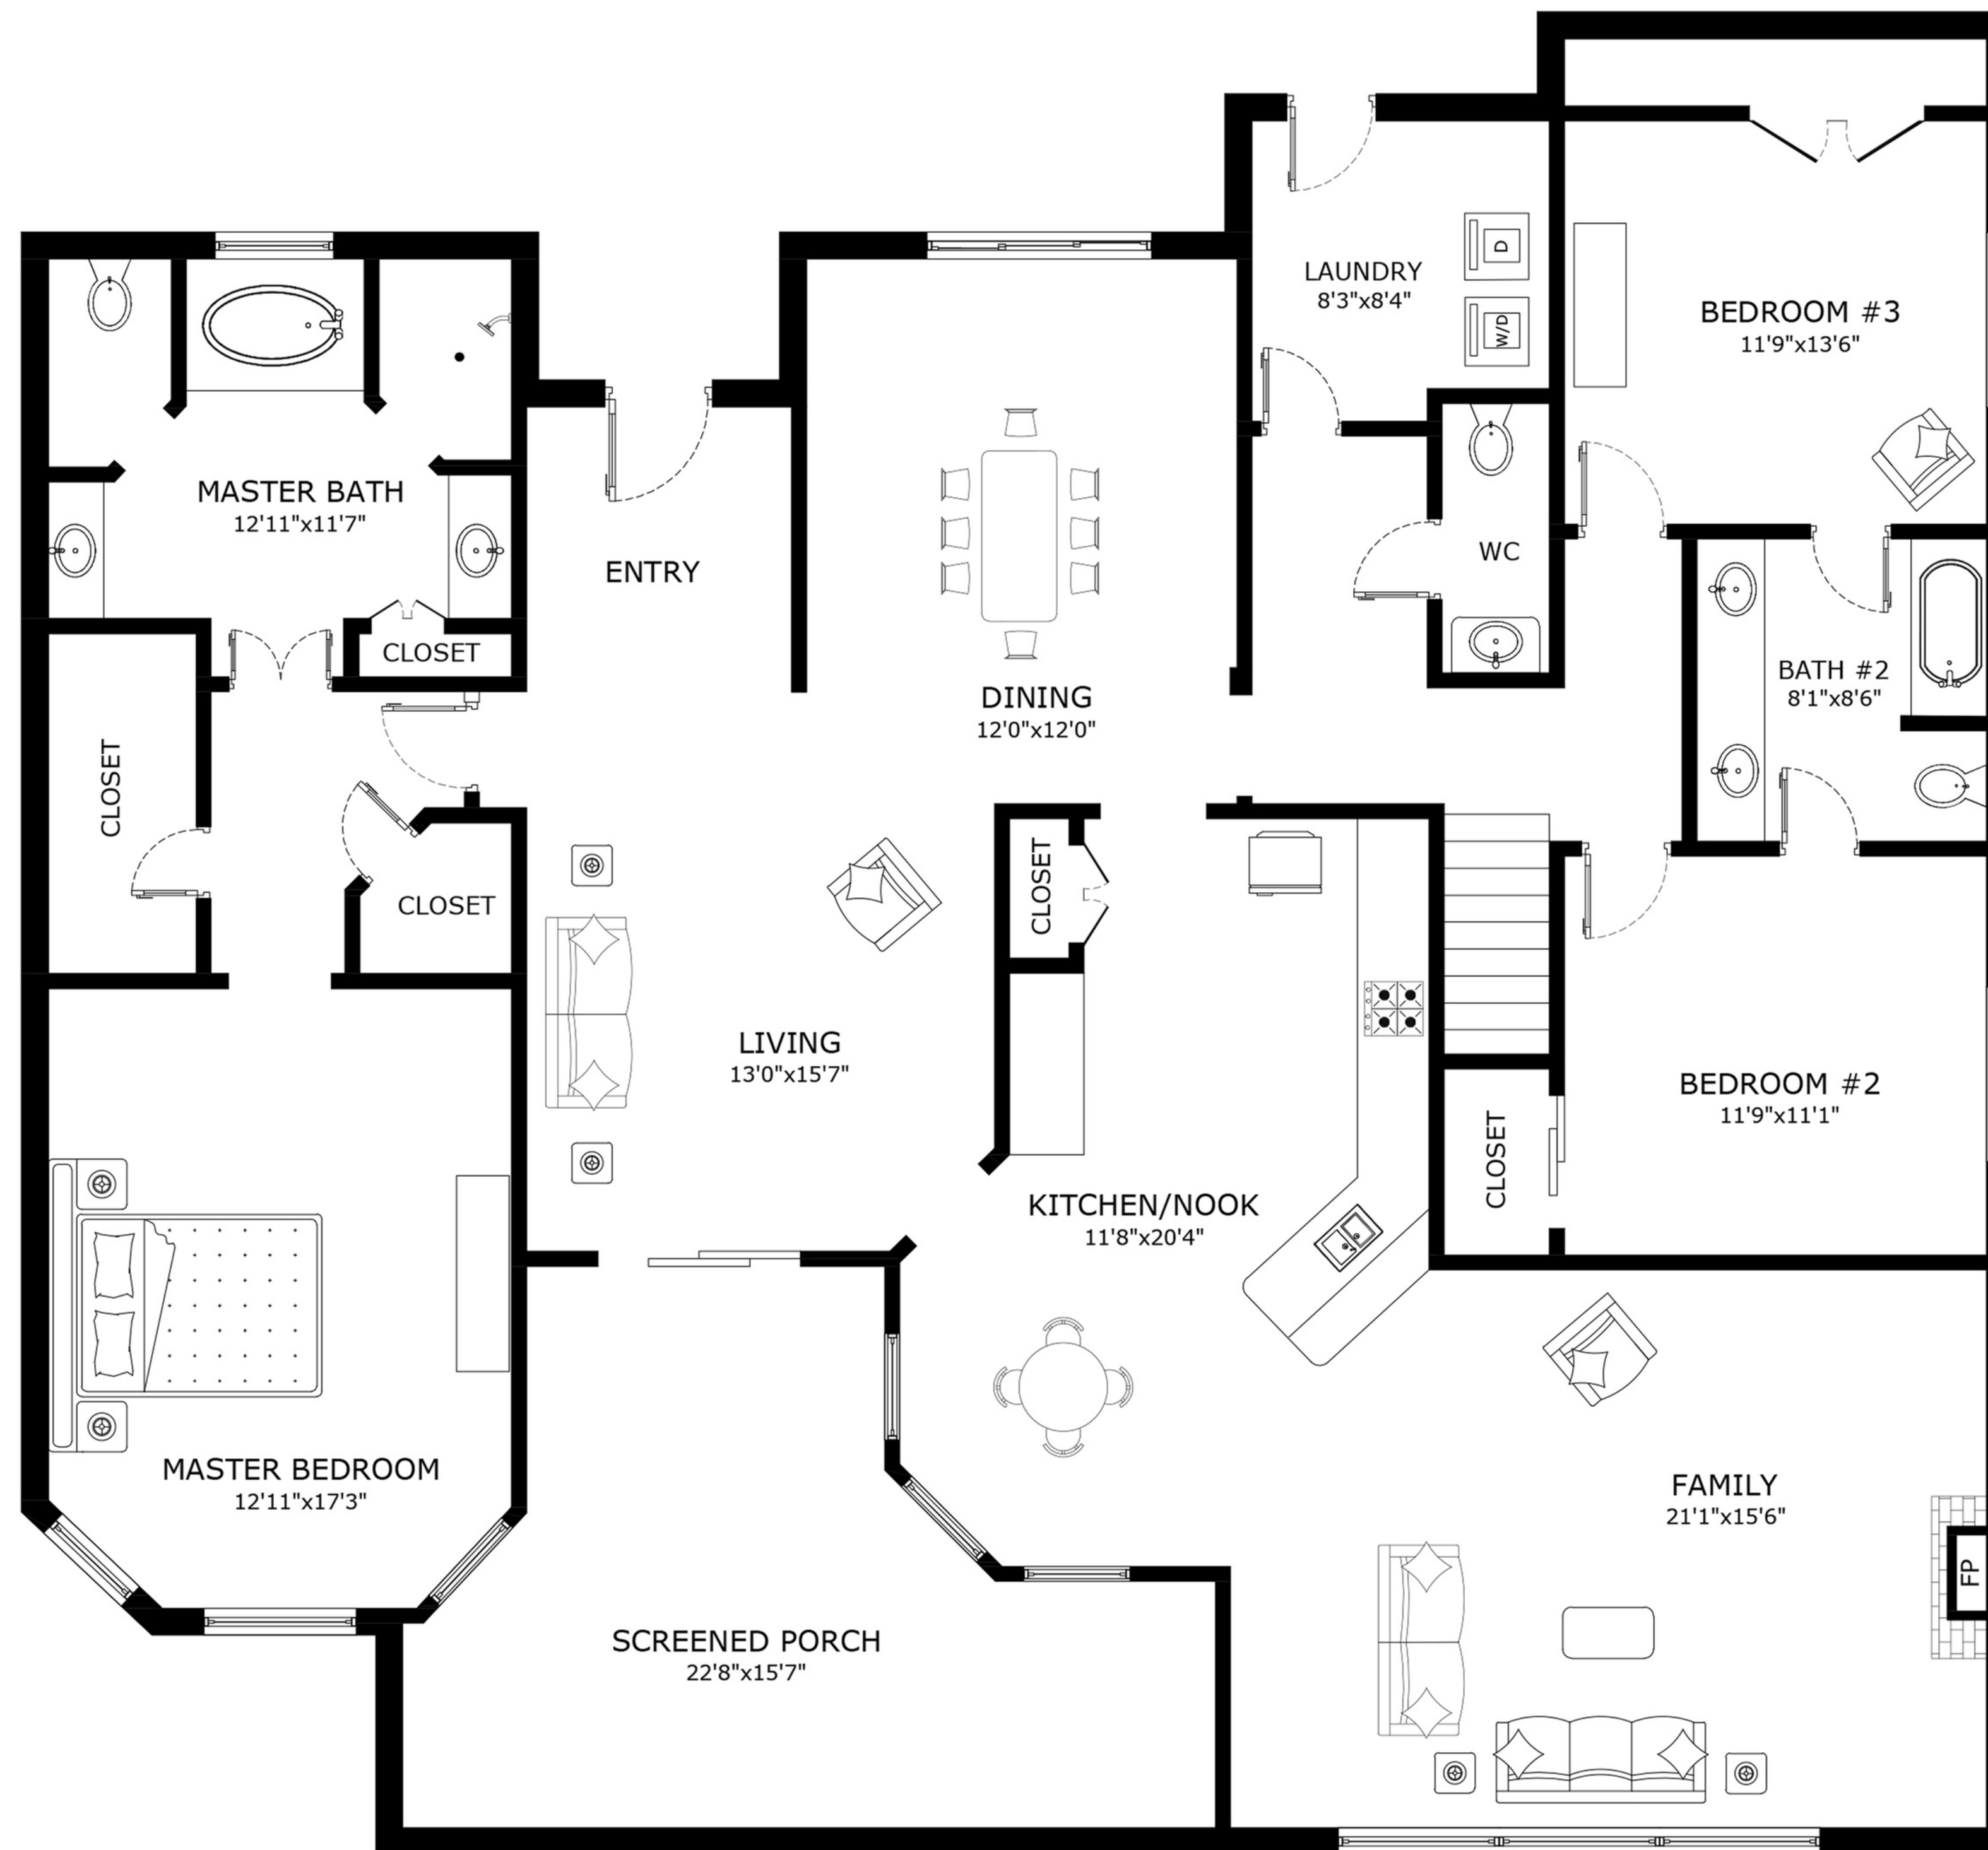 D
LAUNDRY
8'3"x8'4"
W/D
BEDROOM #3
11'9"x13'6"
MASTER BATH
12'11"x11'7"
ENTRY
WC
CLOSET
BATH #2
8'1"x8'6"
DINING
12'0"x12'0"
CLOSET
CLOSET
CLOSET
LIVING
13'0"x15'7"
BEDROOM #2
11'9"x11'1"
CLOSET
KITCHEN/NOOK
11'8"x20'4"
MASTER BEDROOM
12'11"x17'3"
FAMILY
21'1"x15'6"
FP
SCREENED PORCH
22'8"x15'7"